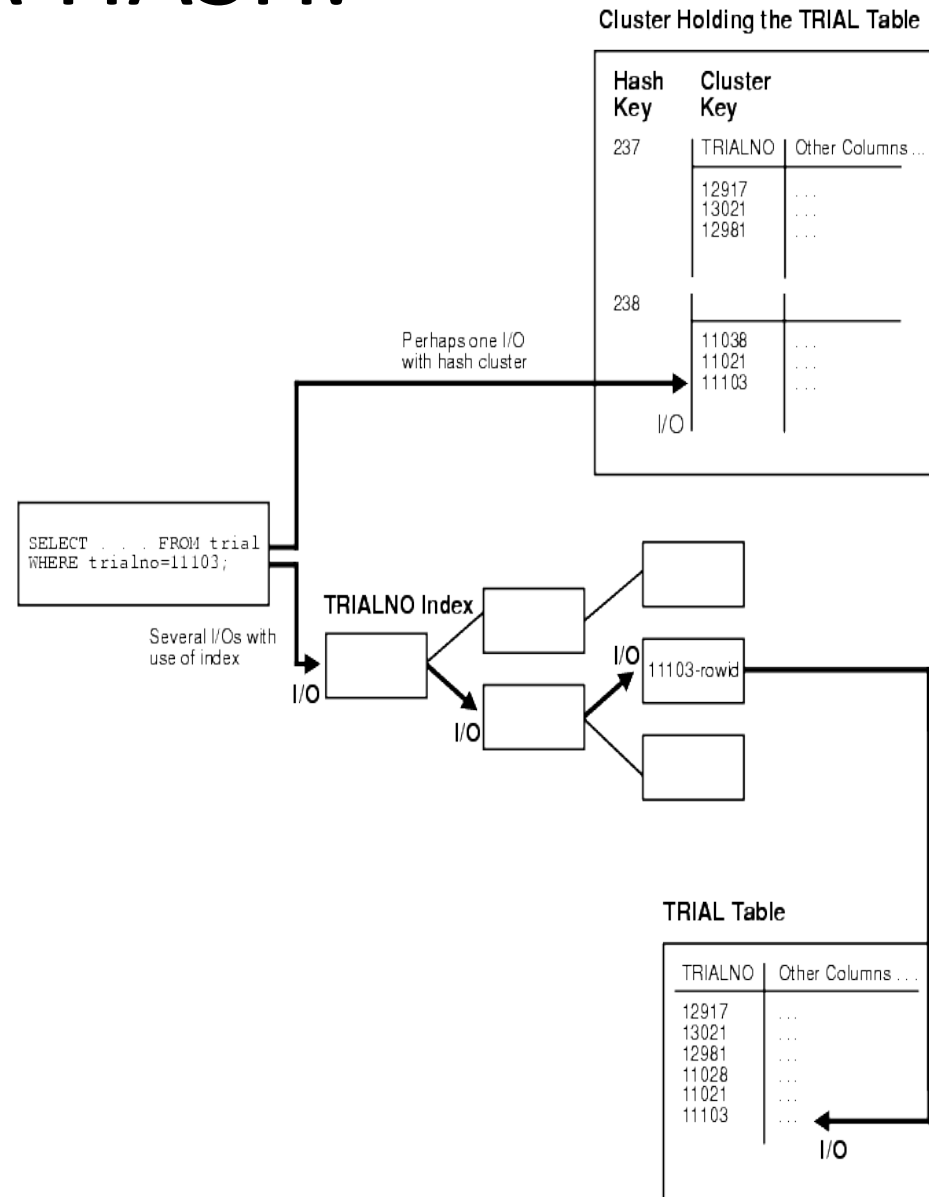 Cluster Holding the TRIAL Table
Hash Key
Cluster Key
237
TRIALNO Other Columns ...
12917 ...
13021 ...
12981 ...
238
11038 ...
11021 ...
11103 ...
I/O
Perhaps one I/O
with hash cluster
SELECT . . . FROM trial
WHERE trialno=11103;
Several I/Os with
use of index
TRIALNO Index
I/O
I/O
I/O
11103-rowid
TRIAL Table
TRIALNO Other Columns ...
12917 ...
13021 ...
12981 ...
11028 ...
11021 ...
11103 ...
I/O